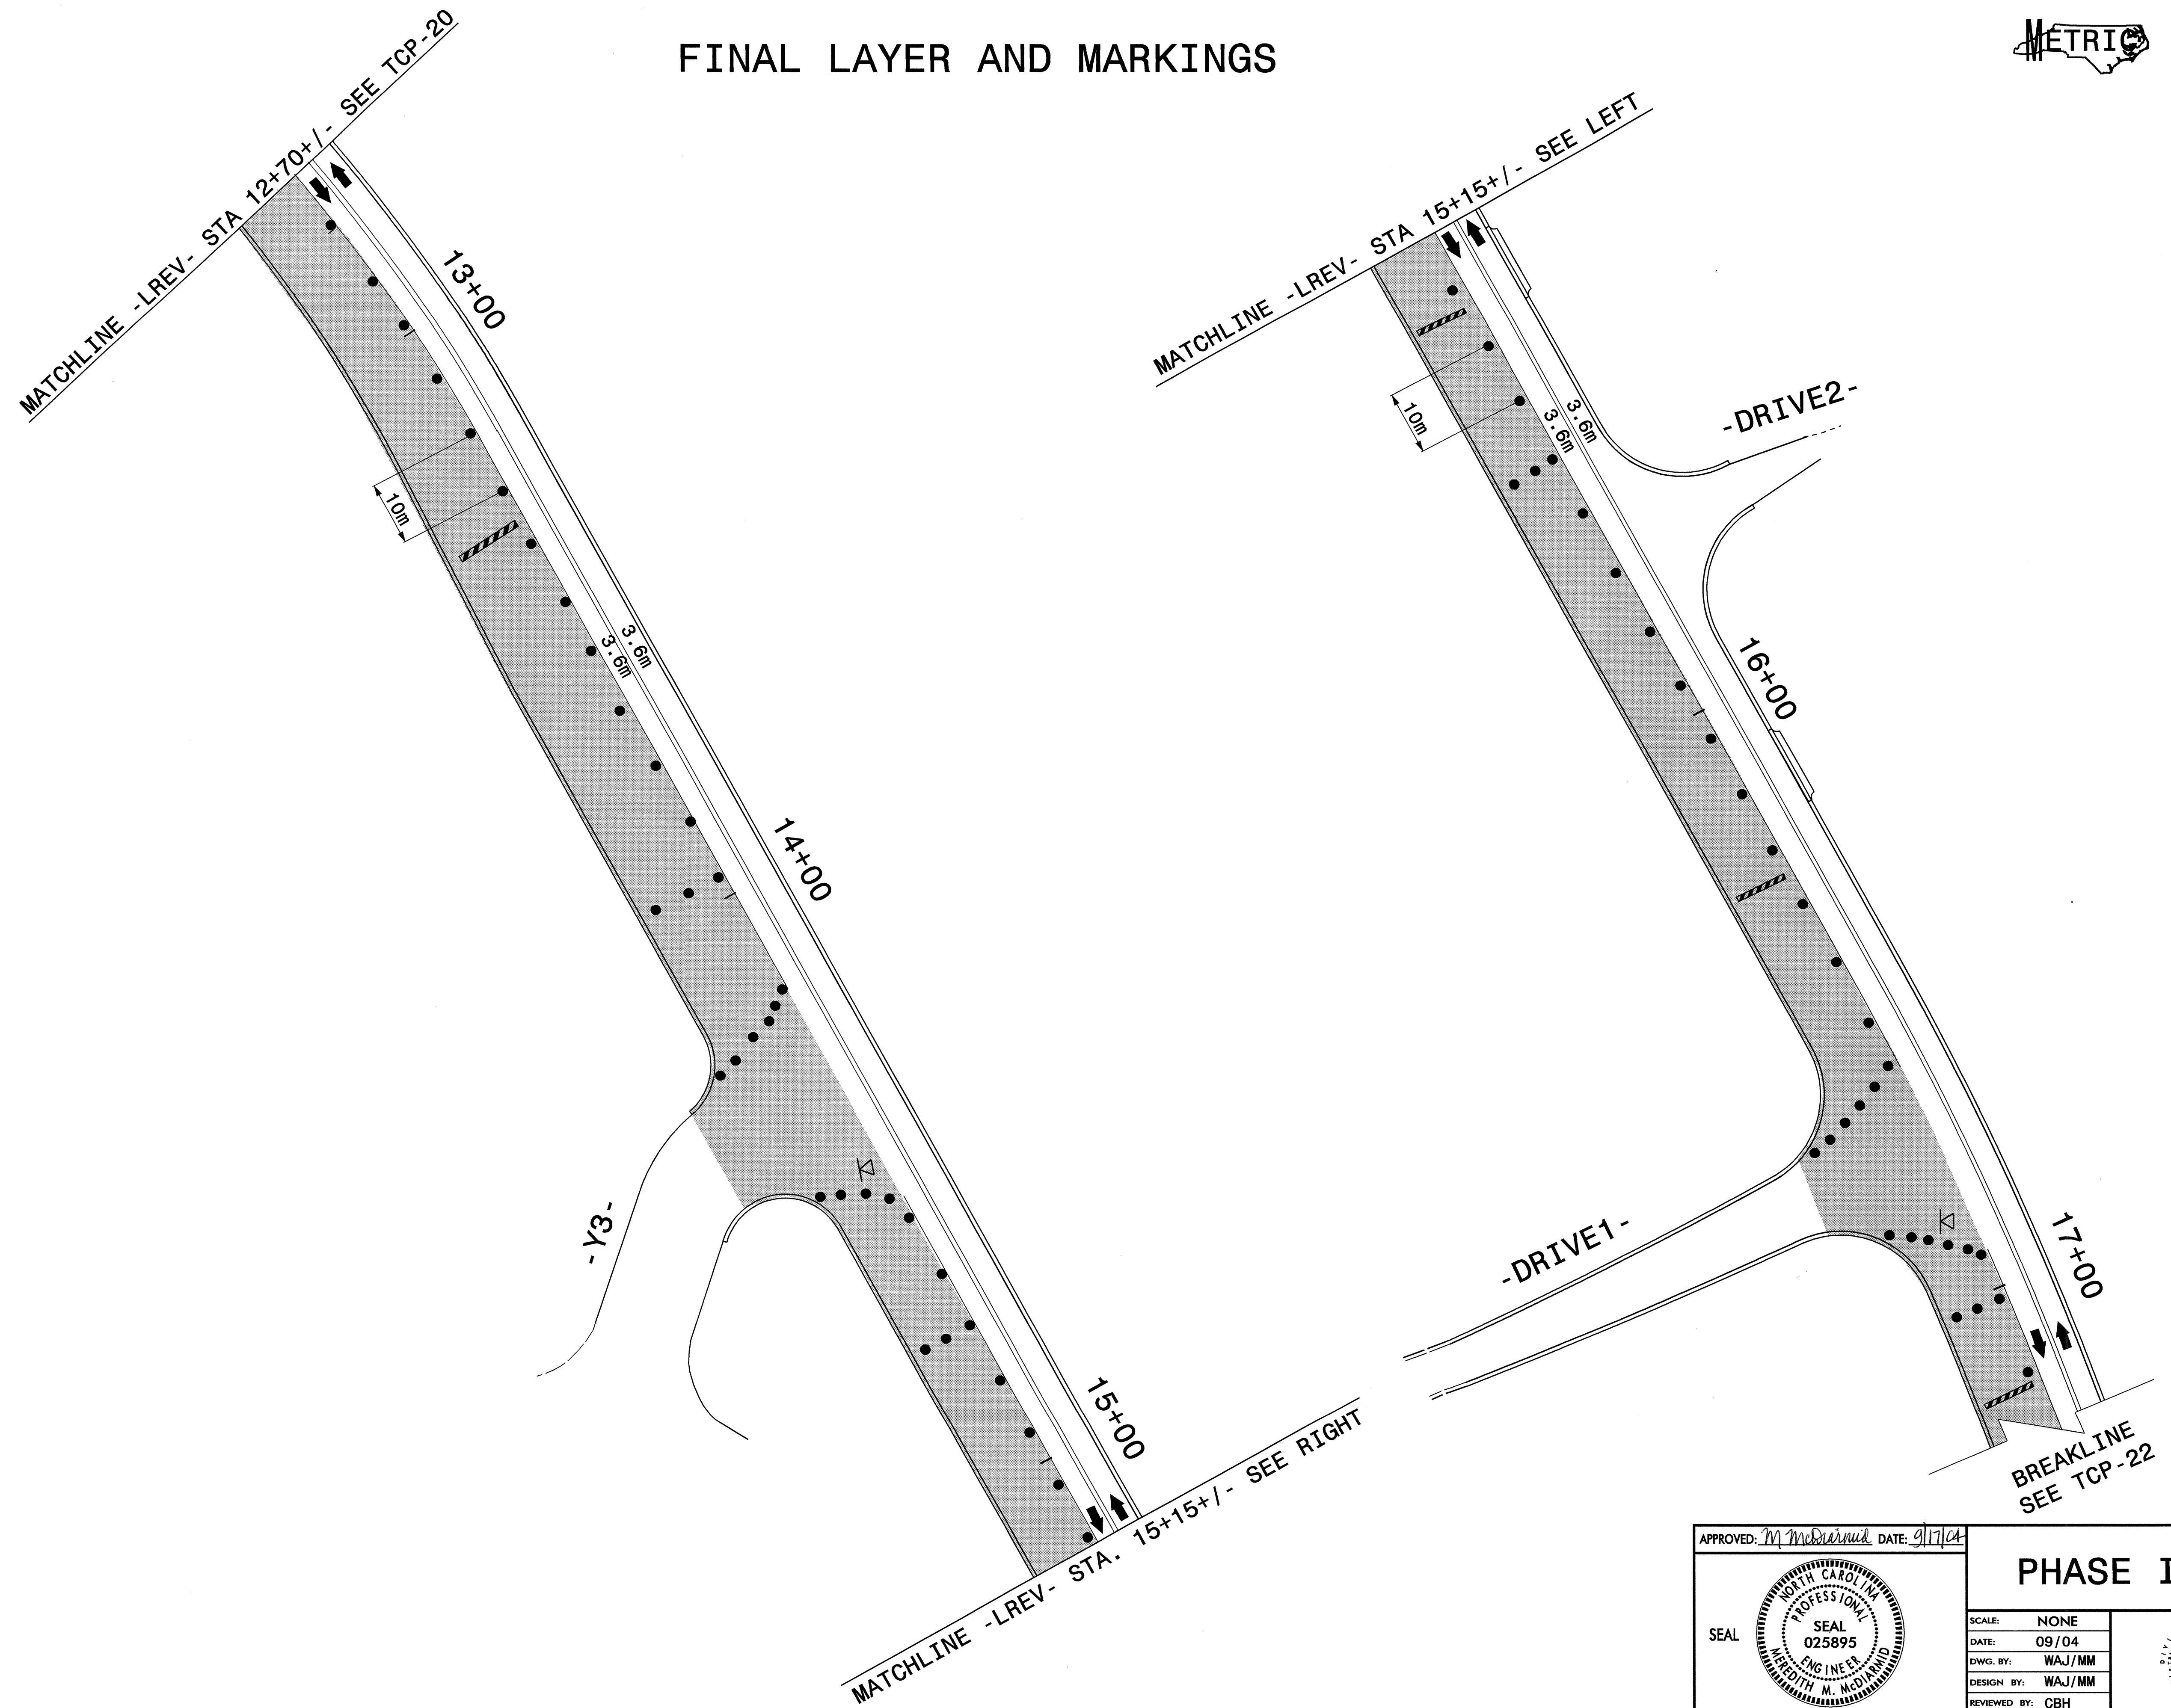 FINAL LAYER AND MARKINGS
METRIC
MATCHLINE -LREV- STA 12+70+/- SEE TCP-20
13+00
10m
3.6m
3.6m
14+00
-Y3-
15+00
MATCHLINE -LREV- STA. 15+15+/- SEE RIGHT
MATCHLINE -LREV- STA 15+15+/- SEE LEFT
10m
3.6m
3.6m
-DRIVE2-
16+00
-DRIVE1-
17+00
BREAKLINE
SEE TCP-22
APPROVED: M McDiarmid DATE: 9/17/04
SEAL
NORTH CAROLINA
PROFESSIONAL
SEAL
025895
ENGINEER
MEREDITH M. McDIARMID
PHASE I
SCALE: NONE
DATE: 09/04
DWG. BY: WAJ/MM
DESIGN BY: WAJ/MM
REVIEWED BY: CBH